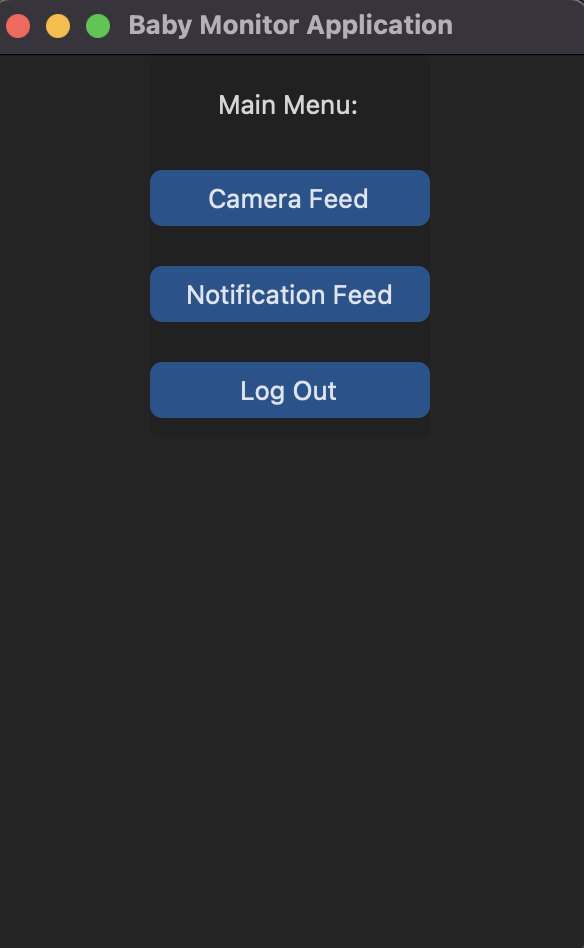 Baby Monitor Application
Main Menu:
Camera Feed
Notification Feed
Log Out